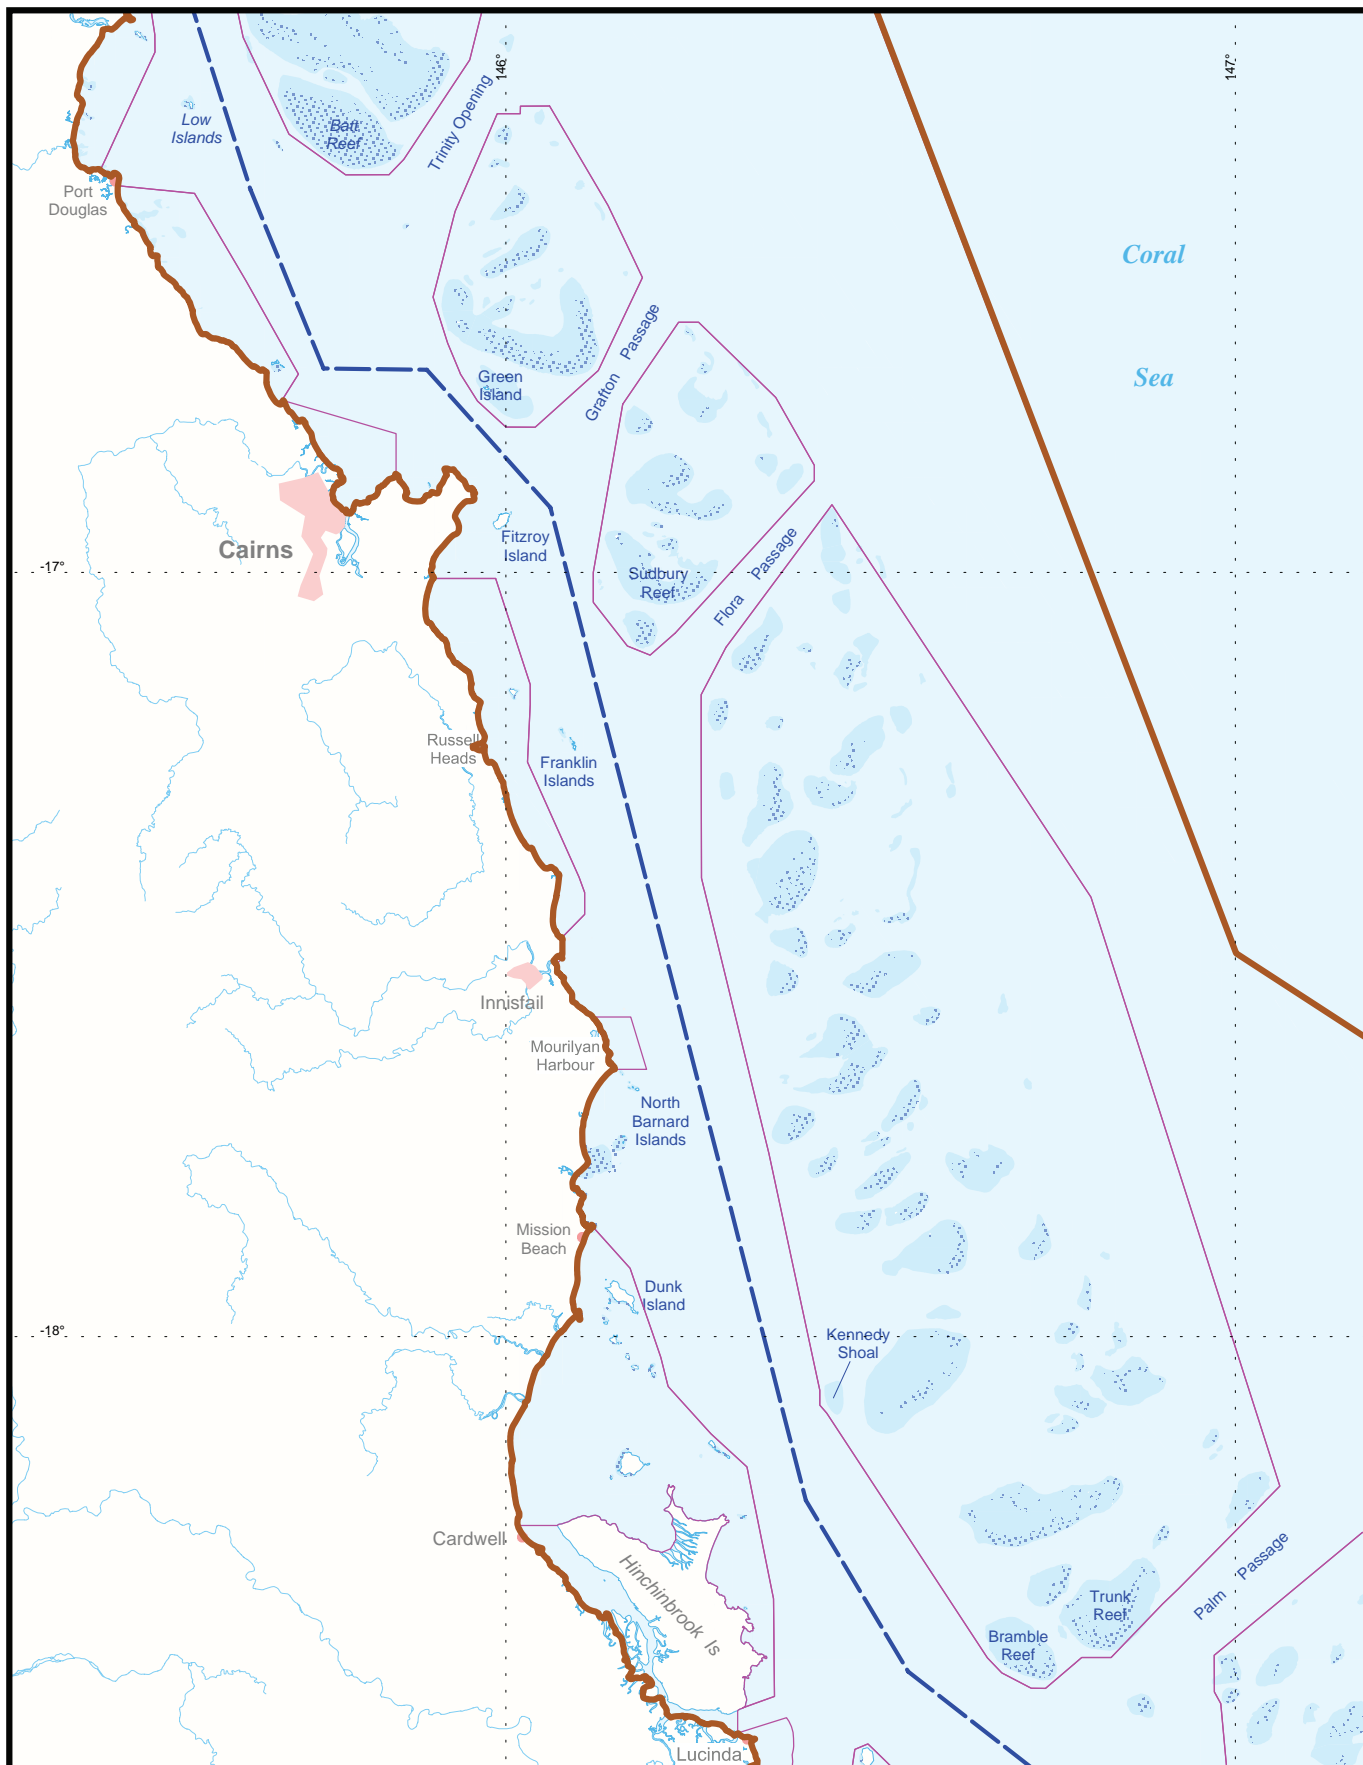 146°
147°
Low
Islands
Batt
Reef
Trinity Opening
Port
Douglas
Coral
Sea
Grafton Passage
Green
Island
Fitzroy
Island
Cairns
-17°
Sudbury
Reef
Flora Passage
Russell
Heads
Franklin
Islands
Innisfail
Mourilyan
Harbour
North
Barnard
Islands
Mission
Beach
Dunk
Island
-18°
Kennedy
Shoal
Cardwell
Hinchinbrook Is
Trunk
Reef
Bramble
Reef
Palm Passage
Lucinda